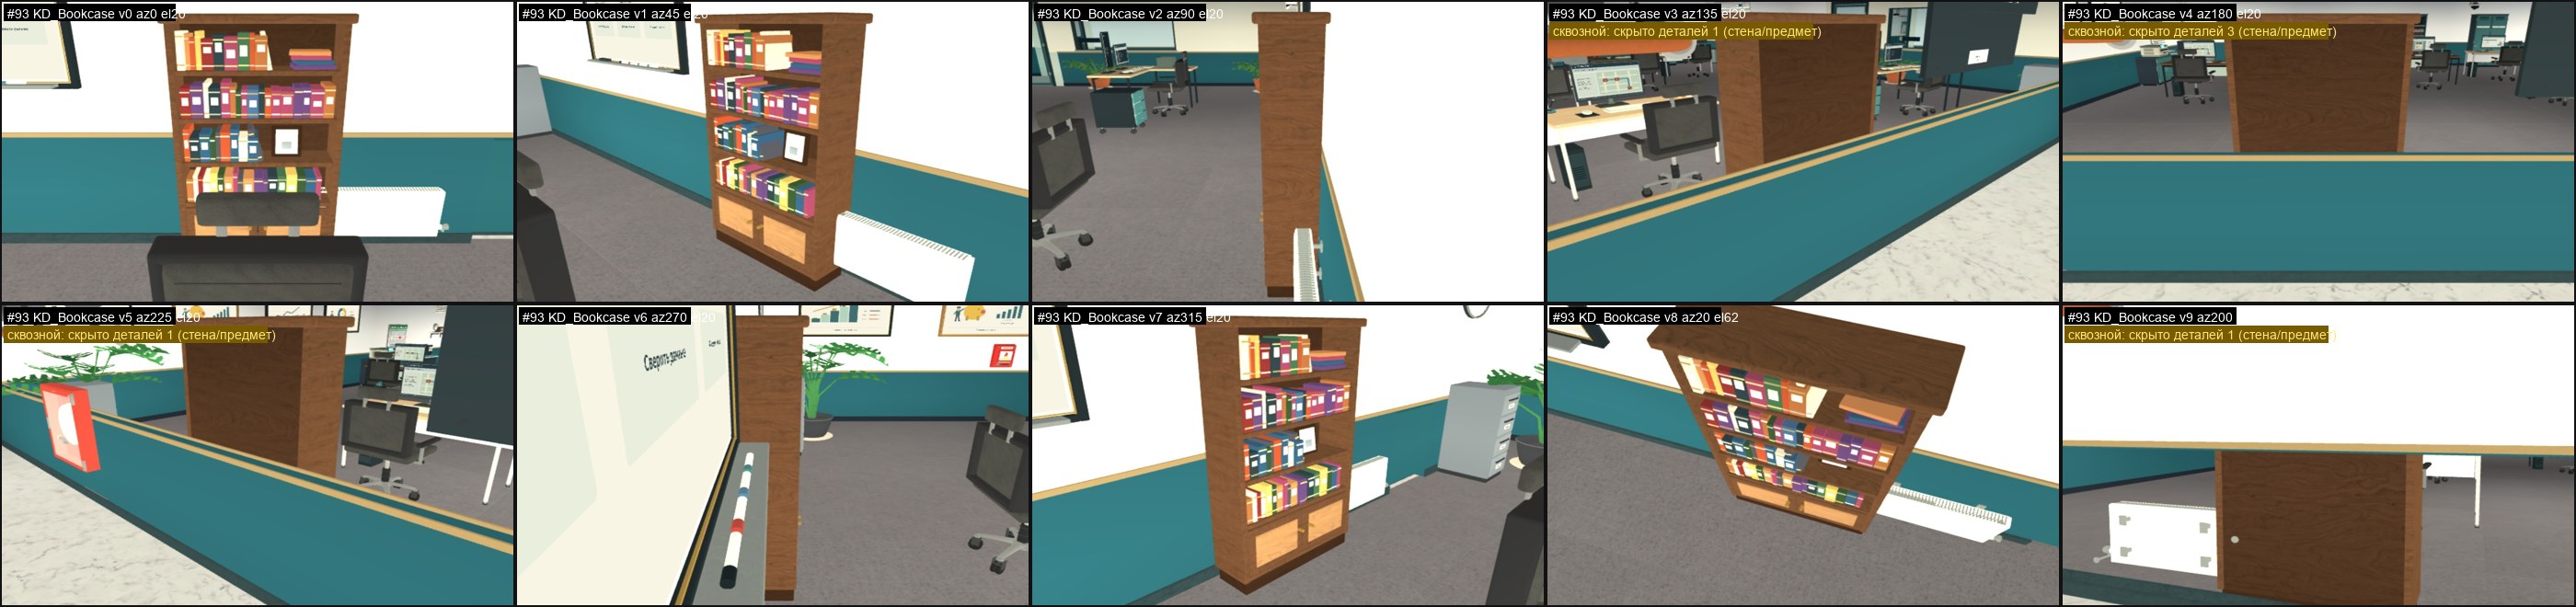 #93 KD_Bookcase v0 az0 el20
#93 KD_Bookcase v1 az45 el20
#93 KD_Bookcase v2 az90 el20
#93 KD_Bookcase v3 az135 el20
сквозной: скрыто деталей 1 (стена/предмет)
#93 KD_Bookcase v4 az180 el20
сквозной: скрыто деталей 3 (стена/предмет)
#93 KD_Bookcase v5 az225 el20
сквозной: скрыто деталей 1 (стена/предмет)
#93 KD_Bookcase v6 az270 el20
Сверить данные
#93 KD_Bookcase v7 az315 el20
#93 KD_Bookcase v8 az20 el62
#93 KD_Bookcase v9 az200
сквозной: скрыто деталей 1 (стена/предмет)